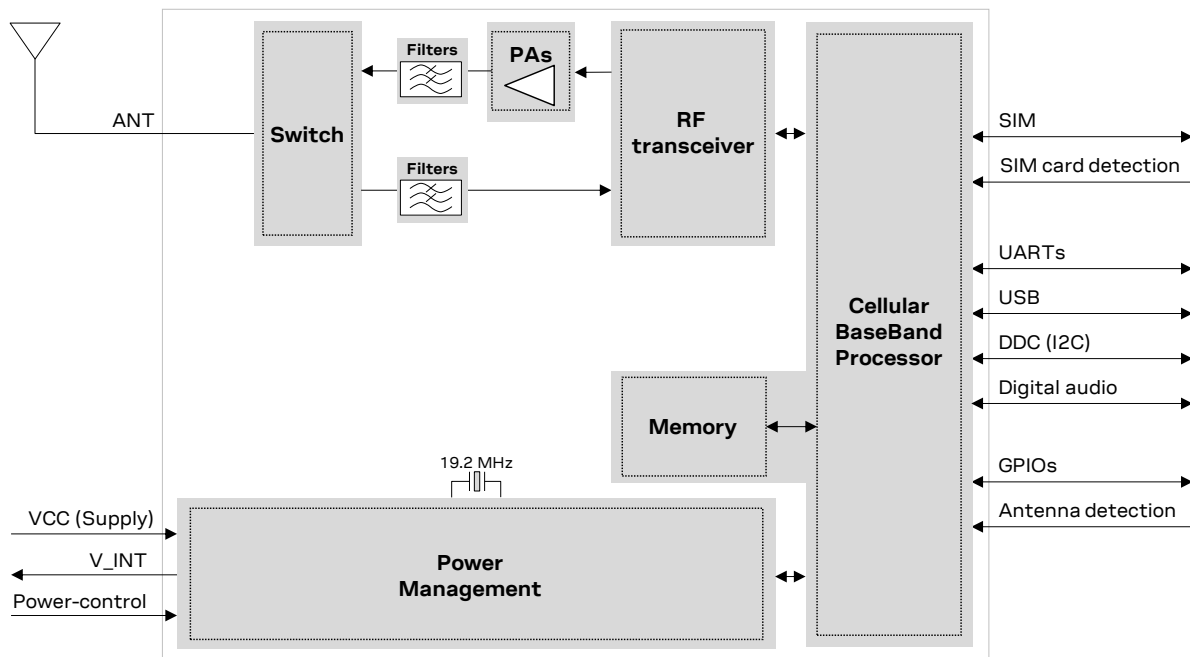 Filters
PAs
ANT
Switch
RF
transceiver
Filters
SIM
SIM card detection
UARTs
USB
Cellular
BaseBand
Processor
DDC (I2C)
Digital audio
Memory
19.2 MHz
GPIOs
Antenna detection
VCC (Supply)
V_INT
Power-control
Power
Management